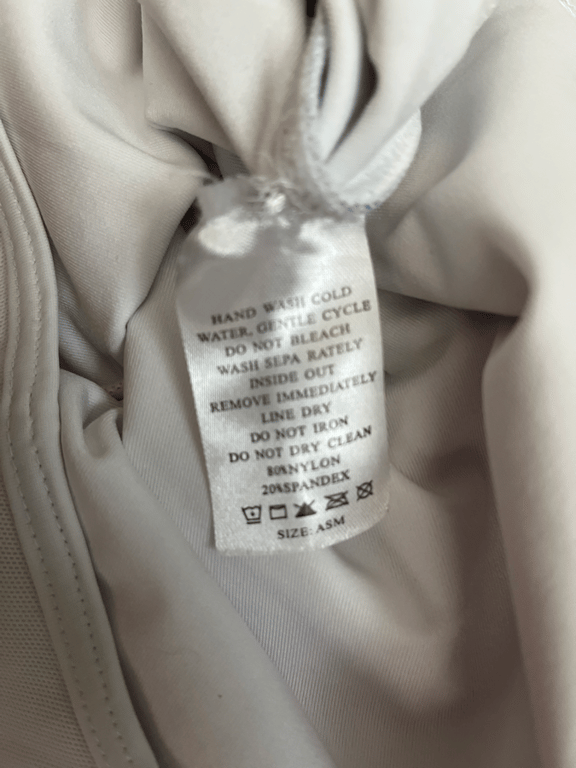 HAND WASH COLD
WATER, GENTLE CYCLE
DO NOT BLEACH
WASH SEPA RATELY
INSIDE OUT
REMOVE IMMEDIATELY
LINE DRY
DO NOT IRON
DO NOT DRY CLEAN
80%NYLON
20%SPANDEX
SIZE: ASM